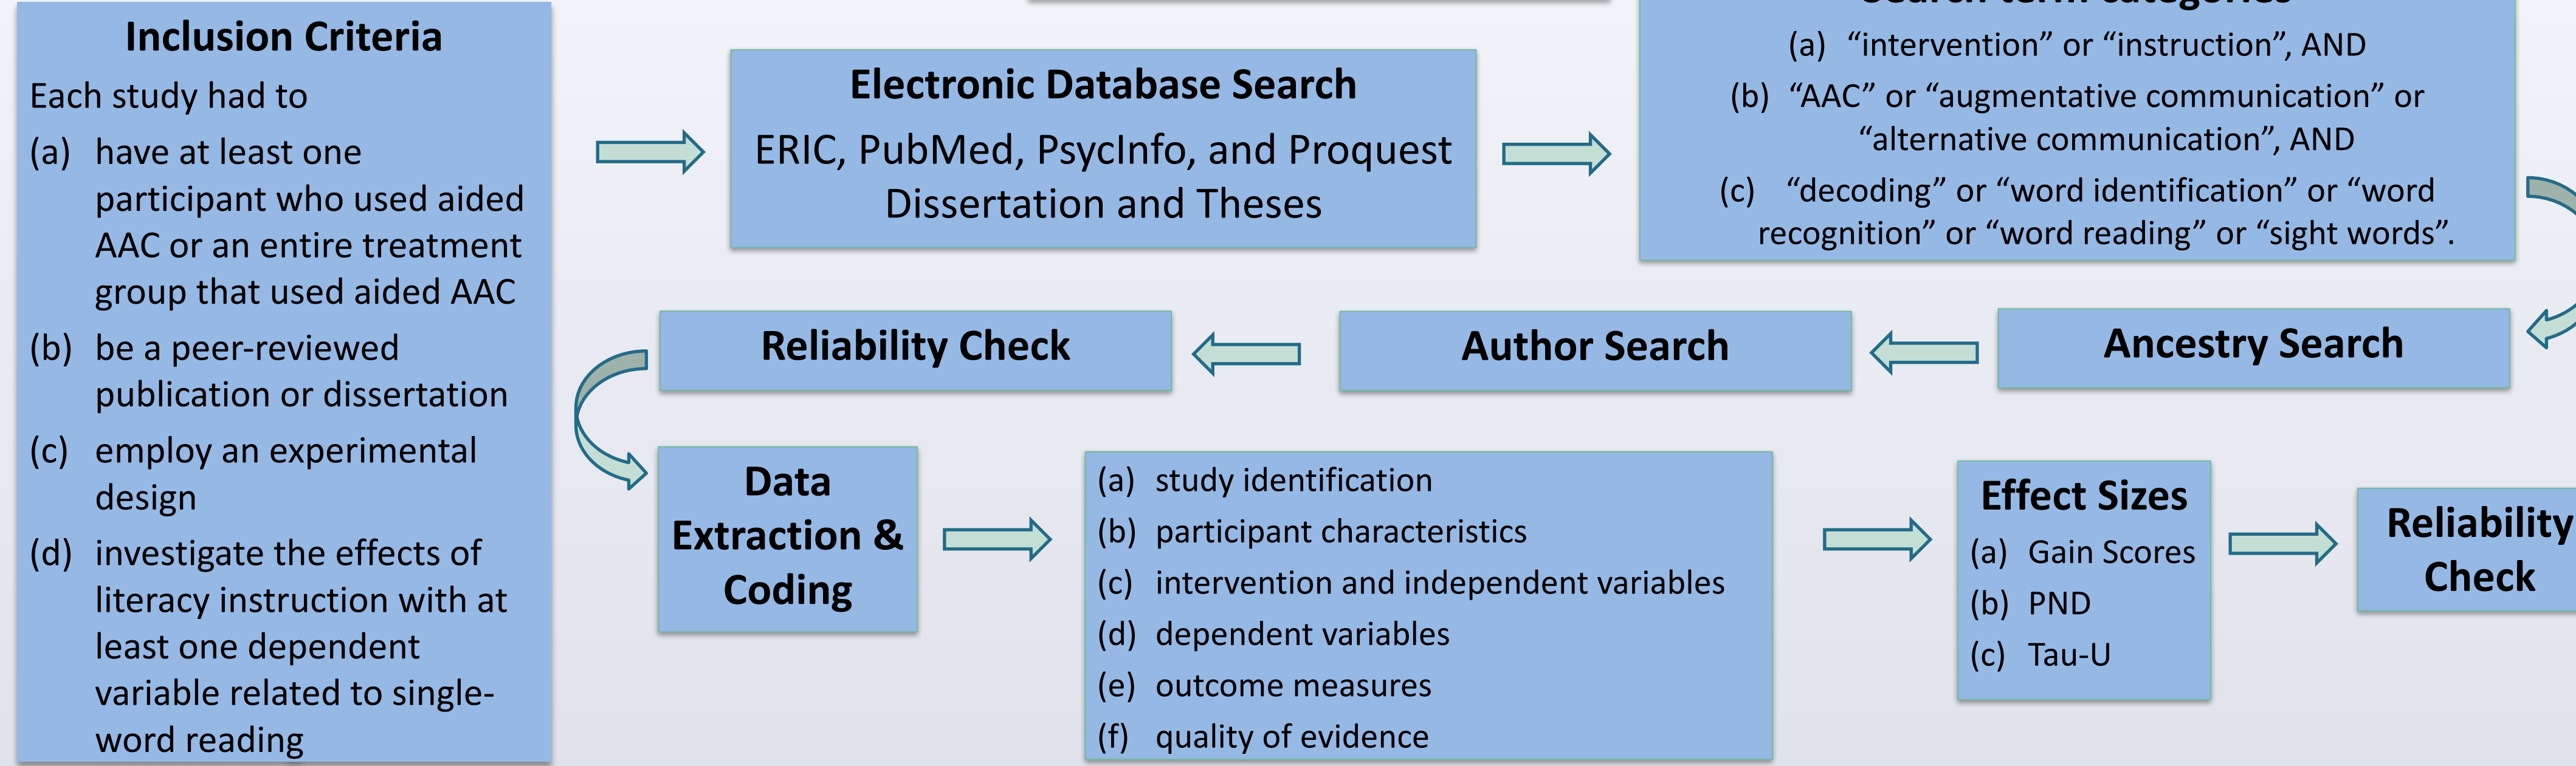 Inclusion Criteria
Each study had to
(a) have at least one
participant who used aided
AAC or an entire treatment
group that used aided AAC
(b) be a peer-reviewed
publication or dissertation
(c) employ an experimental
design
(d) investigate the effects of
literacy instruction with at
least one dependent
variable related to single-
word reading
Electronic Database Search
ERIC, PubMed, PsycInfo, and Proquest
Dissertation and Theses
Search term categories
(a) “intervention” or “instruction”, AND
(b) “AAC” or “augmentative communication” or
“alternative communication”, AND
(c) “decoding” or “word identification” or “word
recognition” or “word reading” or “sight words”.
Ancestry Search
Author Search
Reliability Check
Data
Extraction &
Coding
(a) study identification
(b) participant characteristics
(c) intervention and independent variables
(d) dependent variables
(e) outcome measures
(f) quality of evidence
Effect Sizes
(a) Gain Scores
(b) PND
(c) Tau-U
Reliability
Check